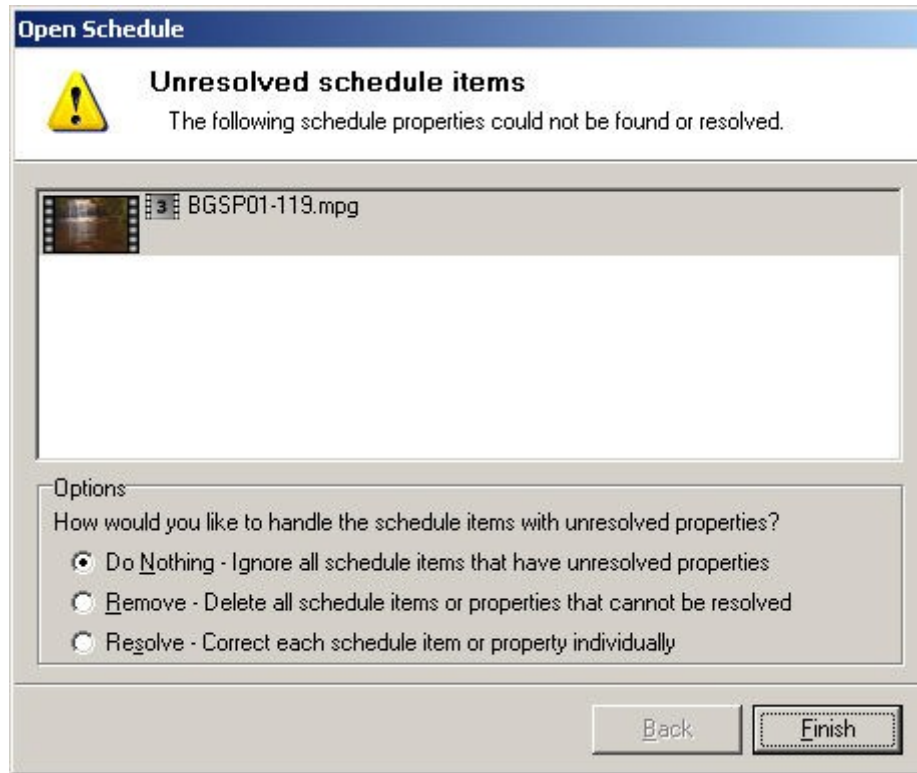 Open Schedule
Unresolved schedule items
The following schedule properties could not be found or resolved.
3 BGSP01-119.mpg
Options
How would you like to handle the schedule items with unresolved properties?
Do Nothing - Ignore all schedule items that have unresolved properties
Remove - Delete all schedule items or properties that cannot be resolved
Resolve - Correct each schedule item or property individually
Back Finish